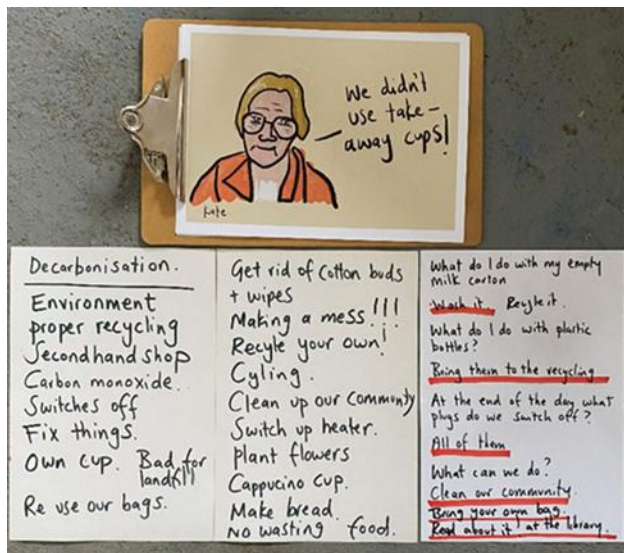 We didn't
use take-
away cups!
Kate
Decarbonisation.
Environment
proper recycling
Secondhand shop
Carbon monoxide.
Switches off
Fix things.
Own cup. Bad for
landfill
Re use our bags.
Get rid of cotton buds
+ wipes
Making a mess!!!
Recyle your own!
Cyling.
Clean up our community
Switch up heater.
plant flowers
Cappucino cup.
Make bread.
No wasting food.
What do I do with my empty
milk carton
Wash it. Recyle it.
What do I do with plastic
bottles?
Bring them to the recycling
At the end of the day what
plugs do we switch off?
All of them
What can we do?
Clean our community.
Bring your own bag.
Read about it, at the library.